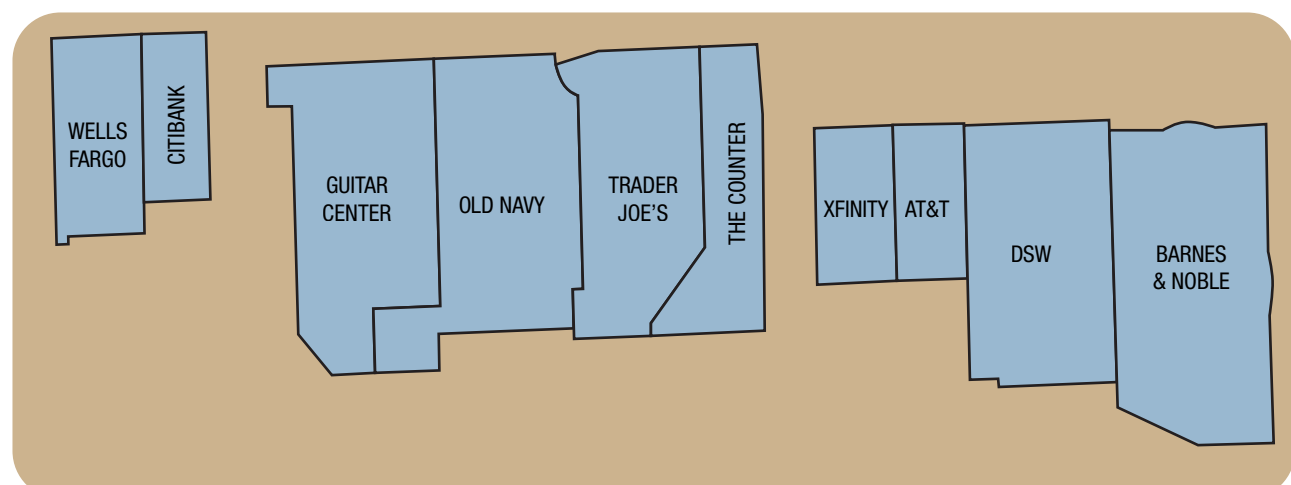 WELLS
FARGO
CITIBANK
GUITAR
CENTER
OLD NAVY
TRADER
JOE'S
THE COUNTER
XFINITY
AT&T
DSW
BARNES
& NOBLE